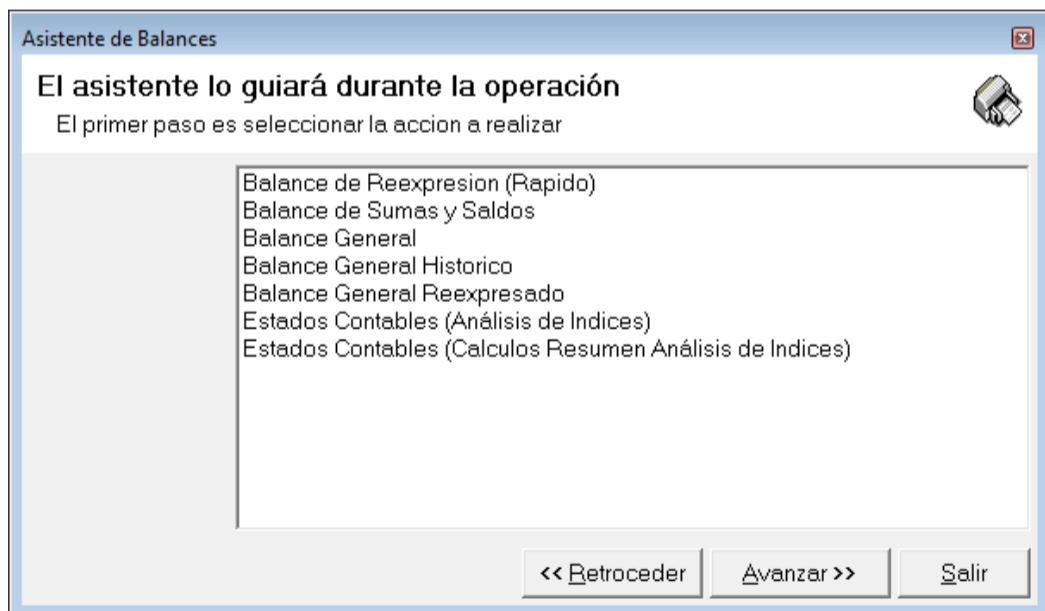 Asistente de Balances
El asistente lo guiará durante la operación
El primer paso es seleccionar la accion a realizar
Balance de Reexpresion (Rapido)
Balance de Sumas y Saldos
Balance General
Balance General Historico
Balance General Reexpresado
Estados Contables (Análisis de Indices)
Estados Contables (Calculos Resumen Análisis de Indices)
<< Retroceder Avanzar >> Salir